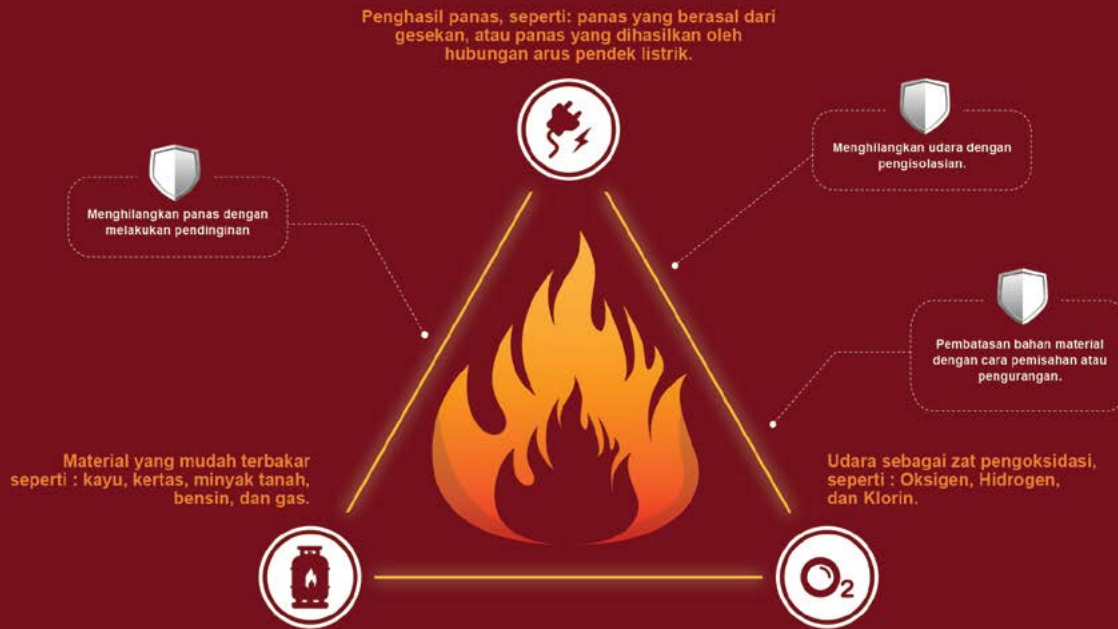 Penghasil panas, seperti: panas yang berasal dari
gesekan, atau panas yang dihasilkan oleh
hubungan arus pendek listrik.
Menghilangkan udara dengan
pengisolasian.
Menghilangkan panas dengan
melakukan pendinginan
Pembatasan bahan material
dengan cara pemisahan atau
pengurangan.
Material yang mudah terbakar
seperti : kayu, kertas, minyak tanah,
bensin, dan gas.
Udara sebagai zat pengoksidasi,
seperti : Oksigen, Hidrogen,
dan Klorin.
O2